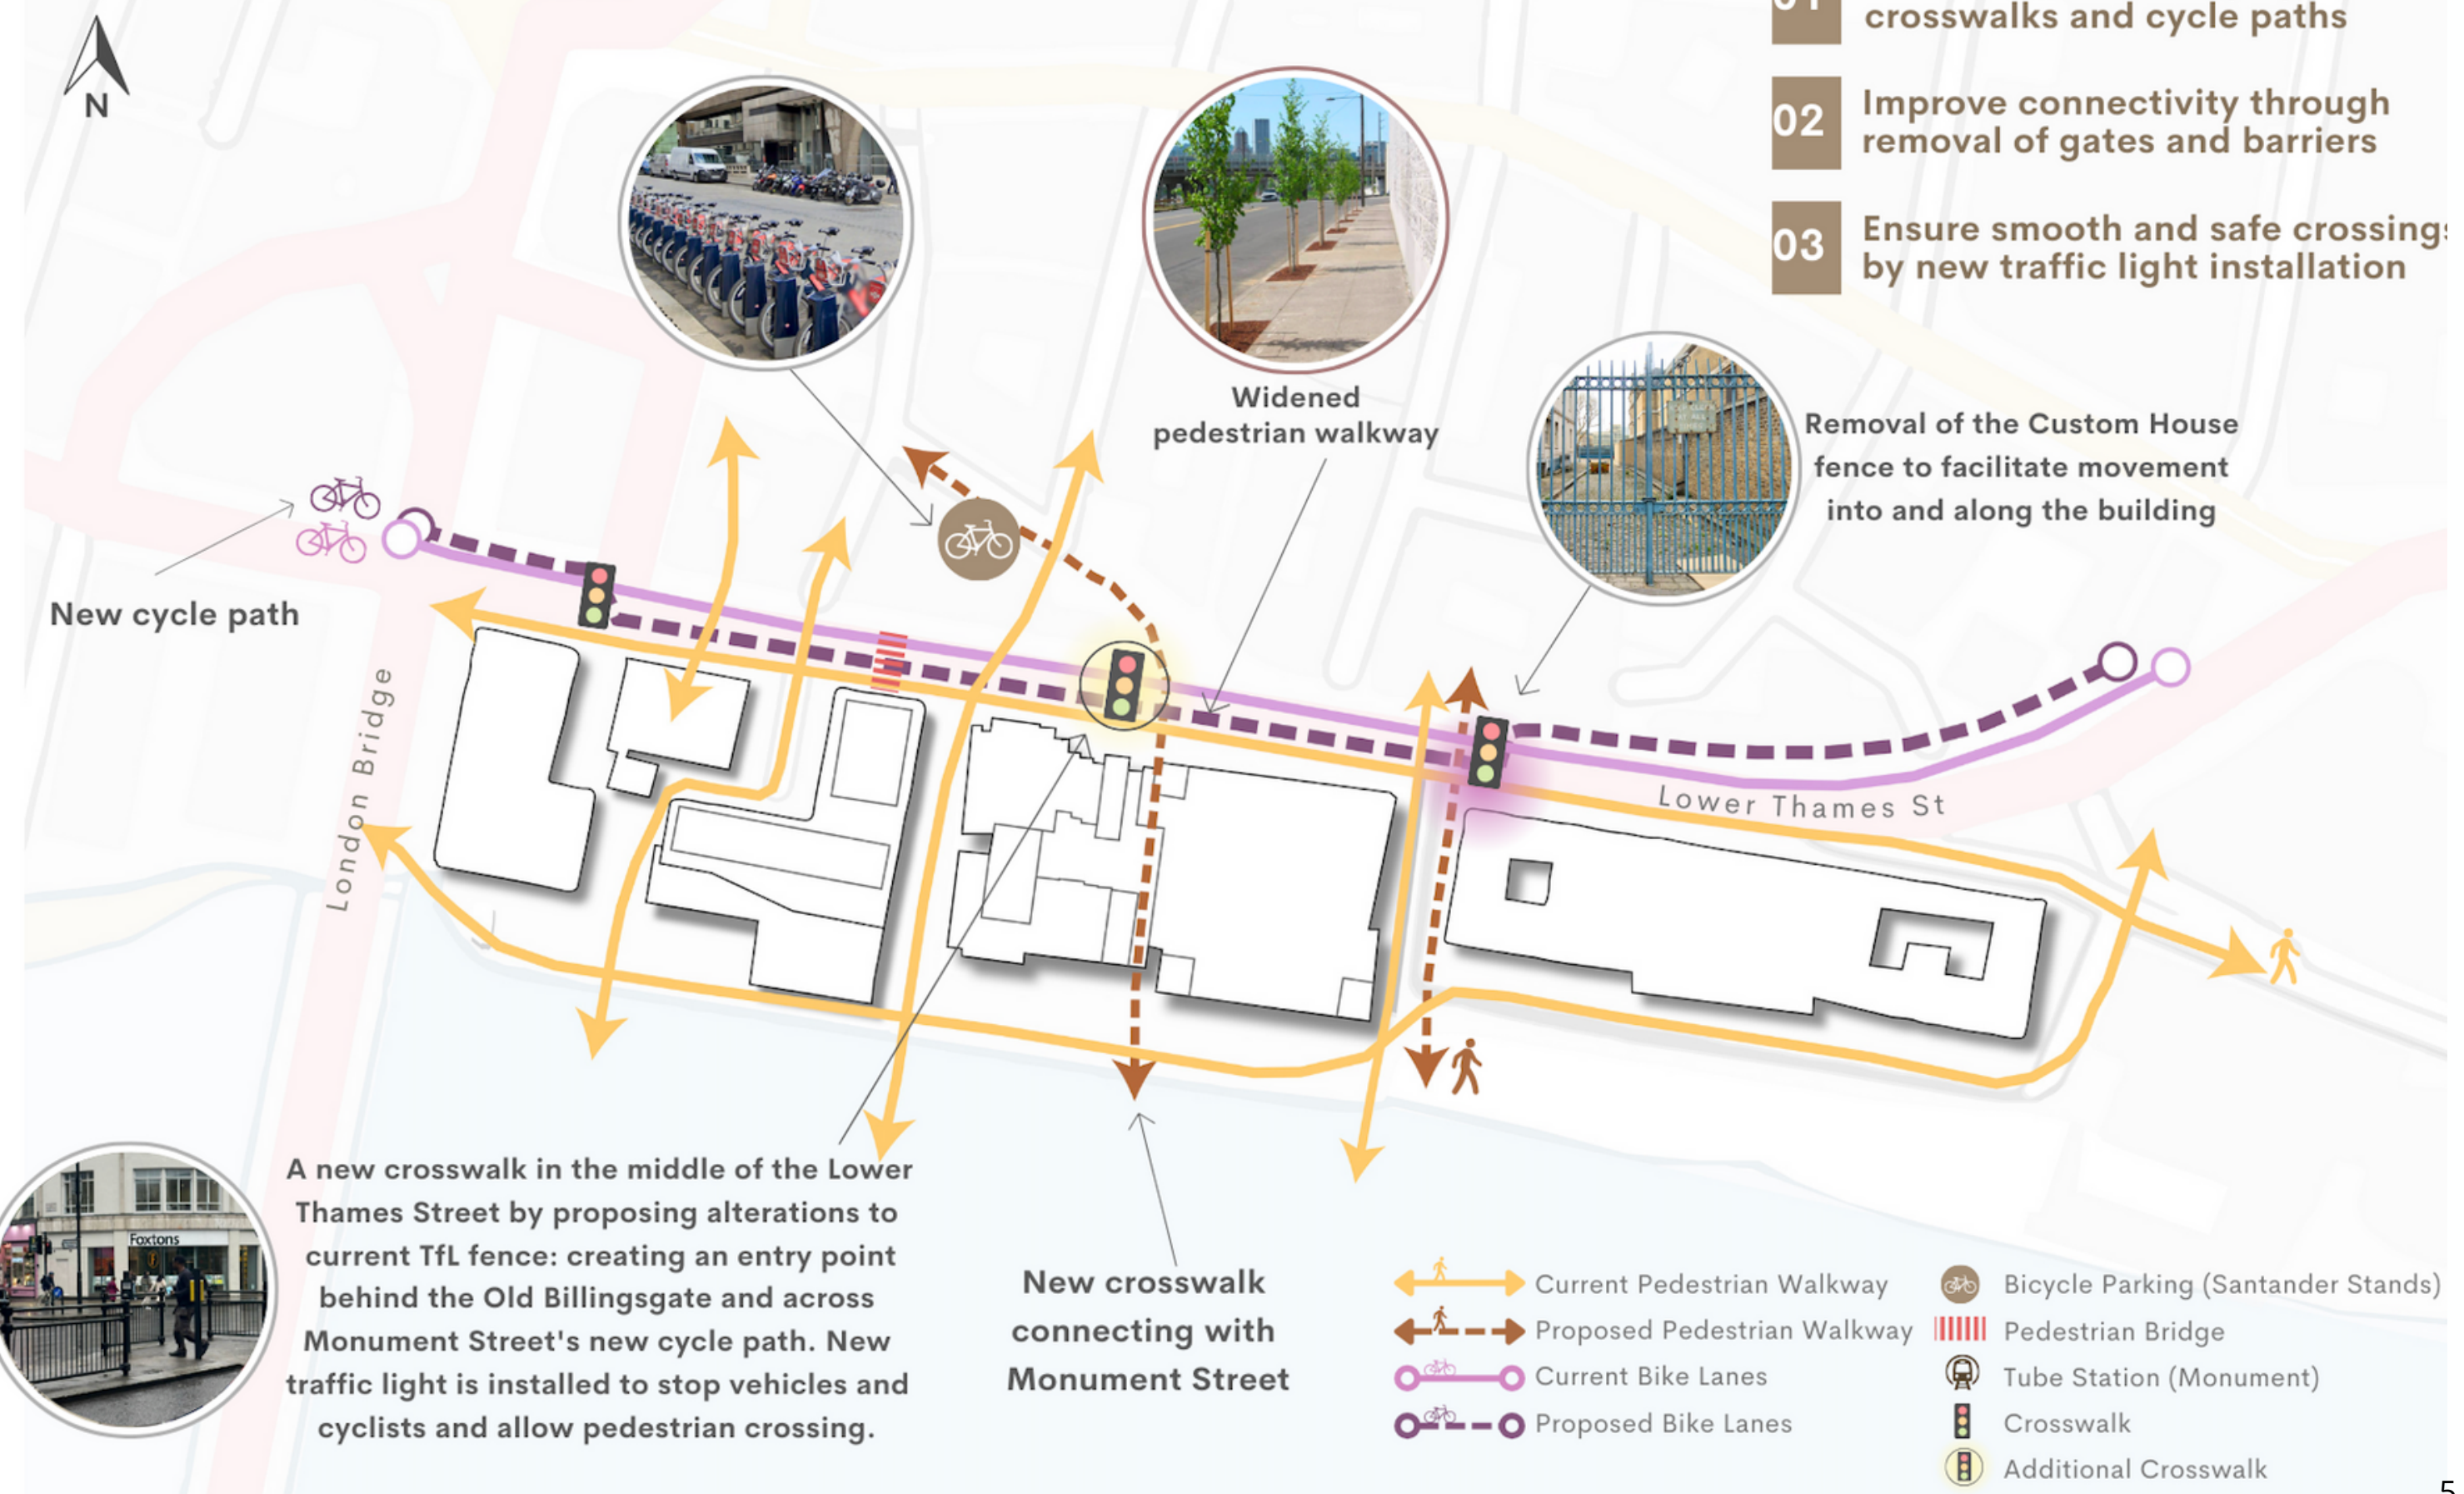 N
01
crosswalks and cycle paths
02
Improve connectivity through
removal of gates and barriers
03
Ensure smooth and safe crossings
by new traffic light installation
Widened
pedestrian walkway
Removal of the Custom House
fence to facilitate movement
into and along the building
New cycle path
London Bridge
Lower Thames St
Foxtons
A new crosswalk in the middle of the Lower
Thames Street by proposing alterations to
current TfL fence: creating an entry point
behind the Old Billingsgate and across
Monument Street's new cycle path. New
traffic light is installed to stop vehicles and
cyclists and allow pedestrian crossing.
New crosswalk
connecting with
Monument Street
Current Pedestrian Walkway
Proposed Pedestrian Walkway
Current Bike Lanes
Proposed Bike Lanes
Bicycle Parking (Santander Stands)
Pedestrian Bridge
Tube Station (Monument)
Crosswalk
Additional Crosswalk
5